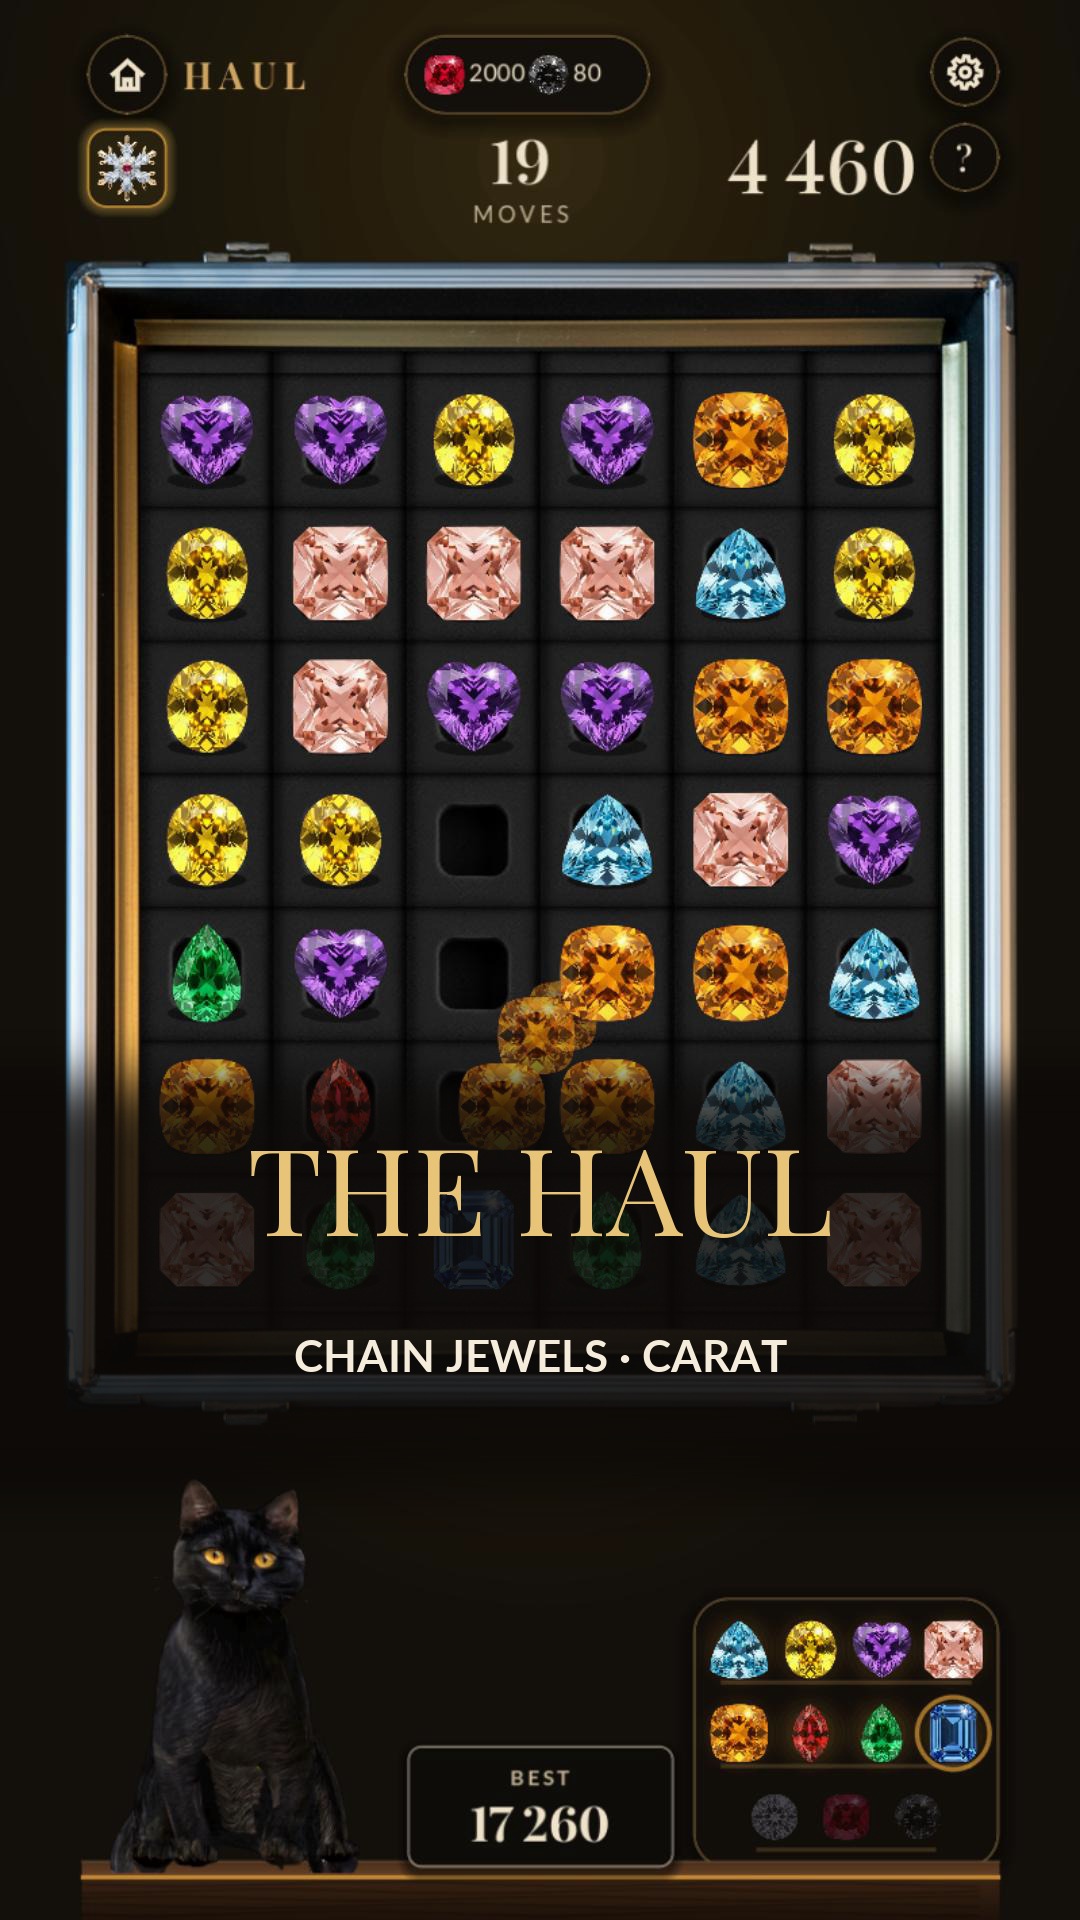 HAUL
2000 80
19
MOVES
4 460
?
THE HAUL
CHAIN JEWELS · CARAT
BEST
17 260